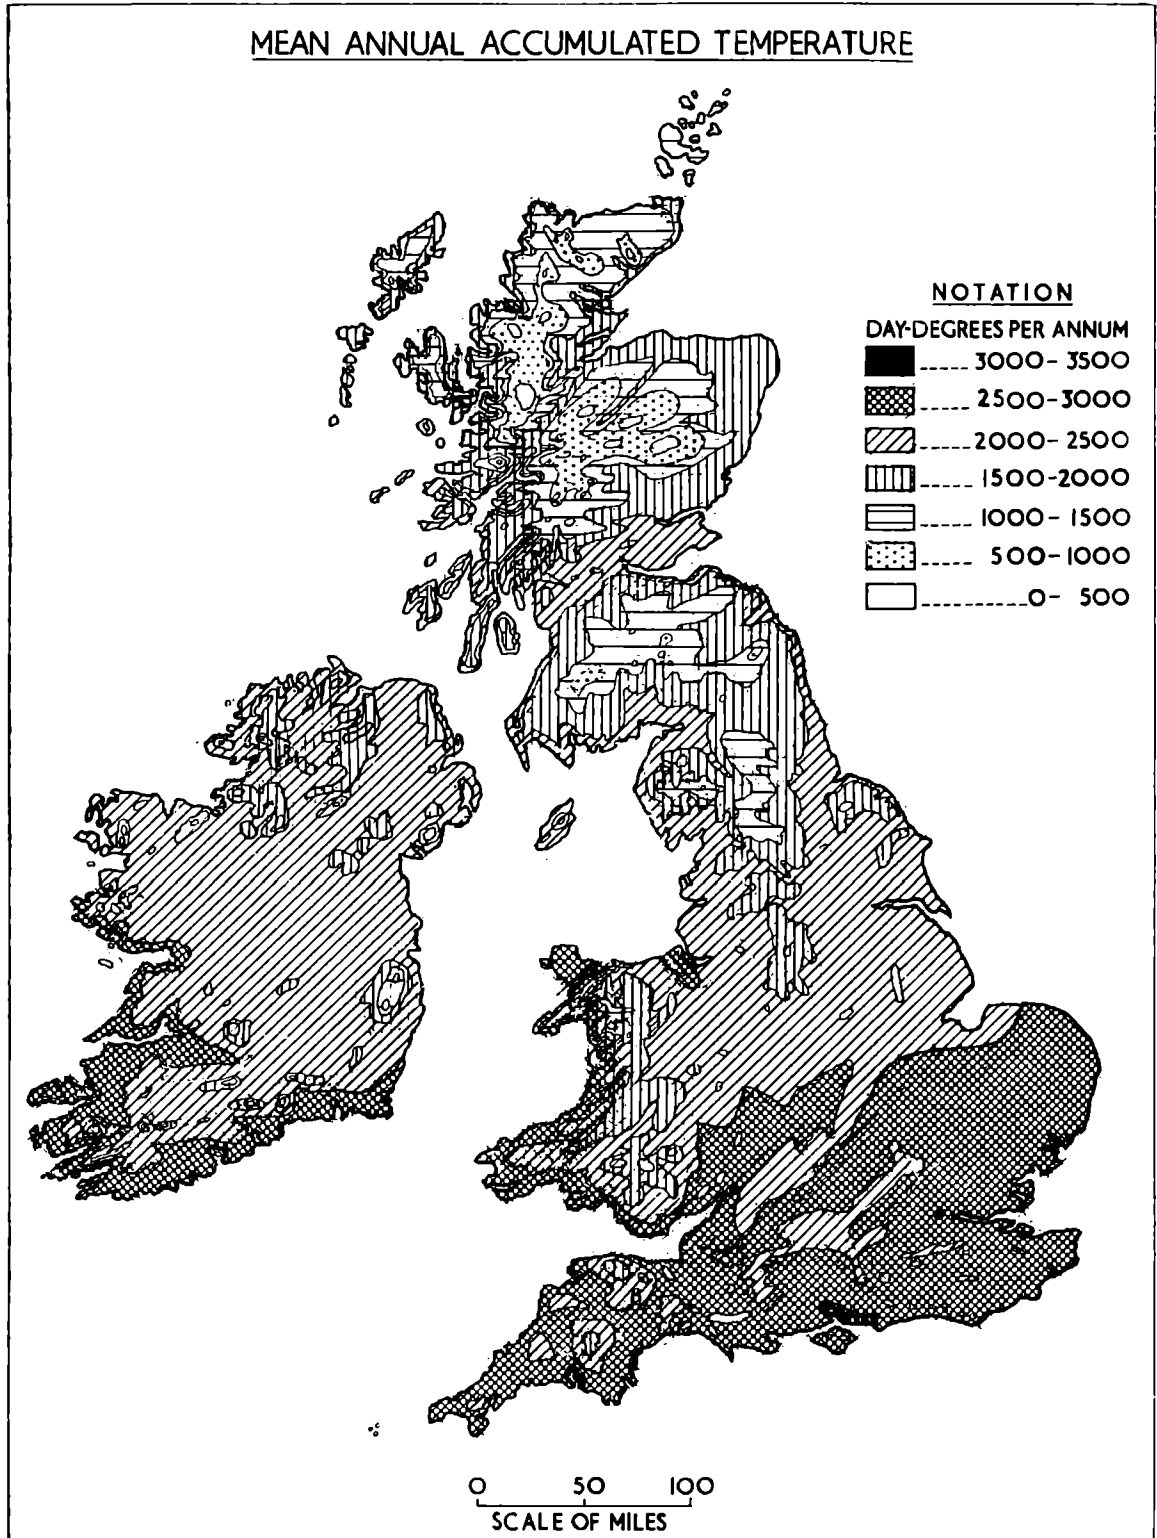 MEAN ANNUAL ACCUMULATED TEMPERATURE
NOTATION
DAY-DEGREES PER ANNUM
3000-3500
2500-3000
2000-2500
1500-2000
1000-1500
500-1000
0-500
0 50 100
SCALE OF MILES